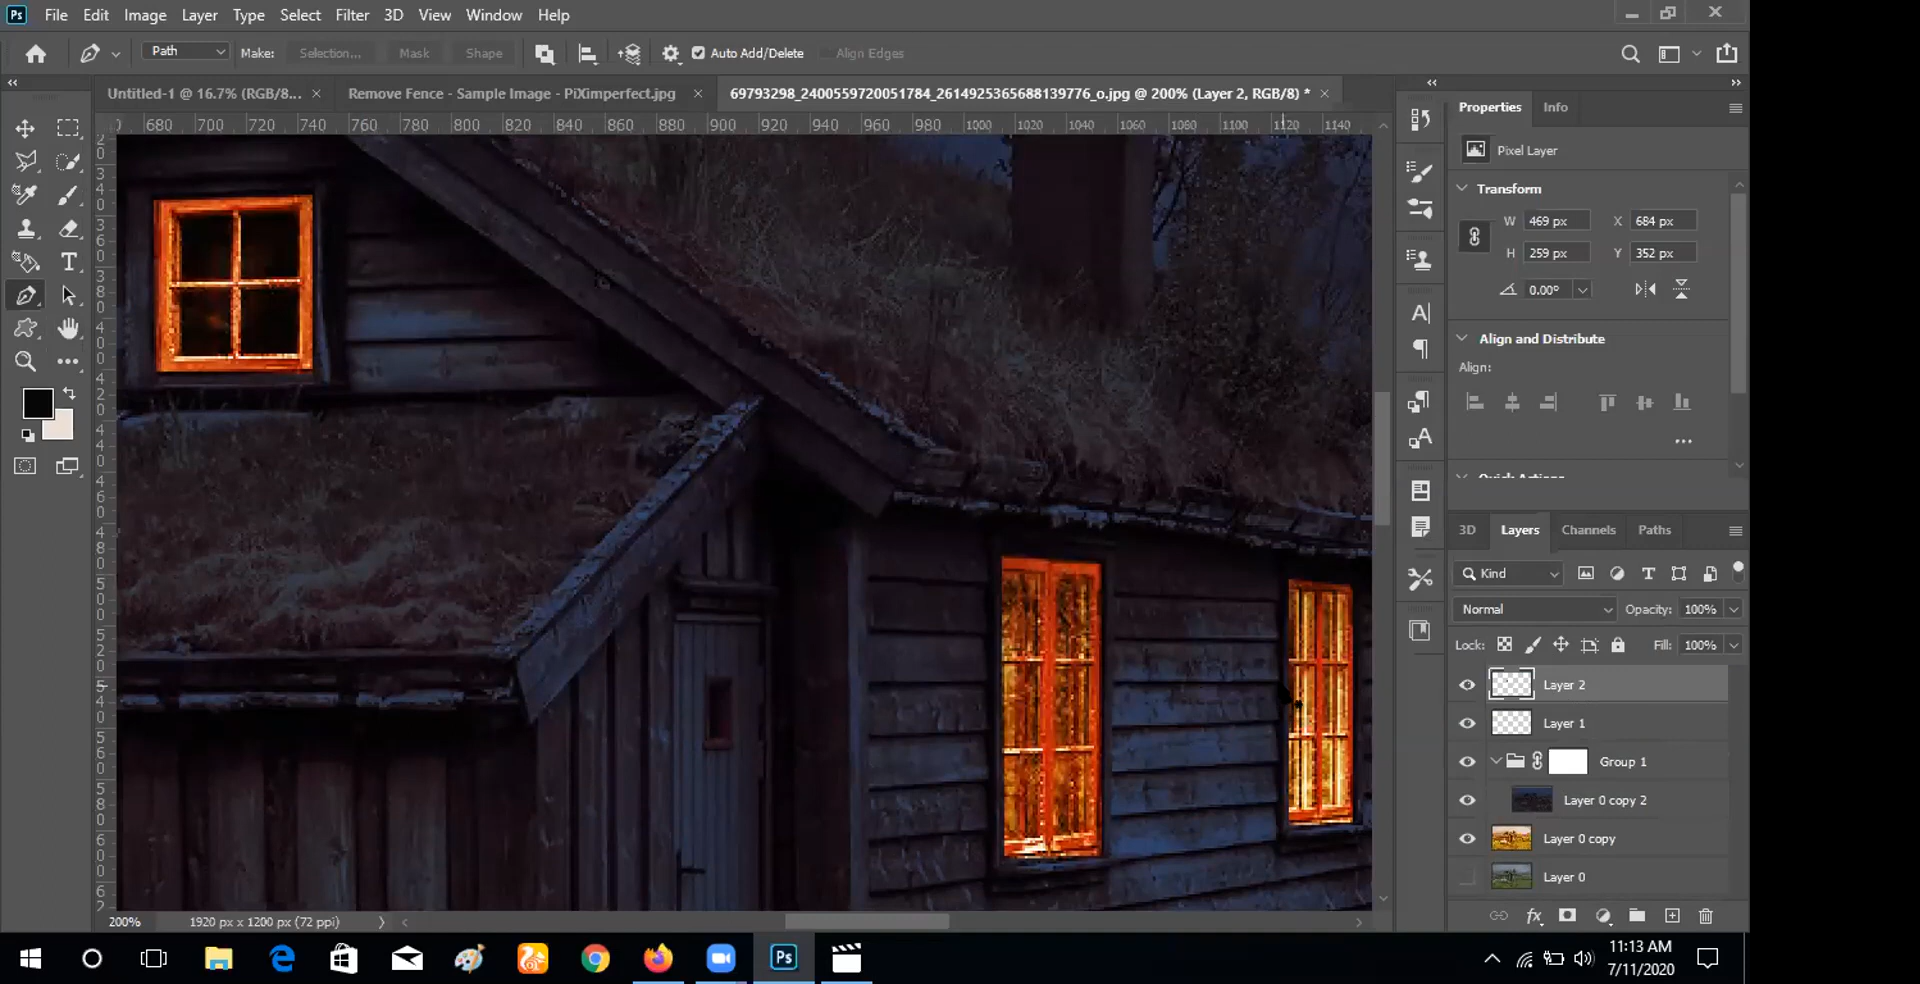 Ps File Edit Image Layer Type Select Filter 3D View Window Help
Path Make: Selection... Mask Shape Auto Add/Delete Align Edges
Untitled-1 @ 16.7% (RGB/8... × Remove Fence - Sample Image - PiXimperfect.jpg × 69793298_2400559720051784_2614925365688139776_o.jpg @ 200% (Layer 2, RGB/8) * ×
680 700 720 740 760 780 800 820 840 860 880 900 920 940 960 980 1000 1020 1040 1060 1080 1100 1120 1140
Properties Info
Pixel Layer
Transform
W 469 px X 684 px
H 259 px Y 352 px
0.00°
Align and Distribute
Align:
3D Layers Channels Paths
Kind
Normal Opacity: 100%
Lock: Fill: 100%
Layer 2
Layer 1
Group 1
Layer 0 copy 2
Layer 0 copy
Layer 0
fx
200% 1920 px x 1200 px (72 ppi)
11:13 AM
7/11/2020